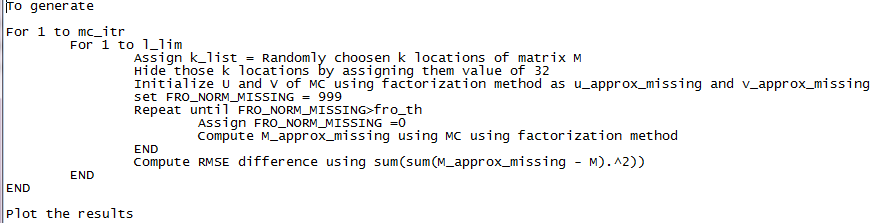 To generate
For 1 to mc_itr
For 1 to l_lim
Assign k_list = Randomly choosen k locations of matrix M
Hide those k locations by assigning them value of 32
Initialize U and V of MC using factorization method as u_approx_missing and v_approx_missing
set FRO_NORM_MISSING = 999
Repeat until FRO_NORM_MISSING>fro_th
Assign FRO_NORM_MISSING =0
Compute M_approx_missing using MC using factorization method
END
Compute RMSE difference using sum(sum(M_approx_missing - M).^2))
END
END
Plot the results